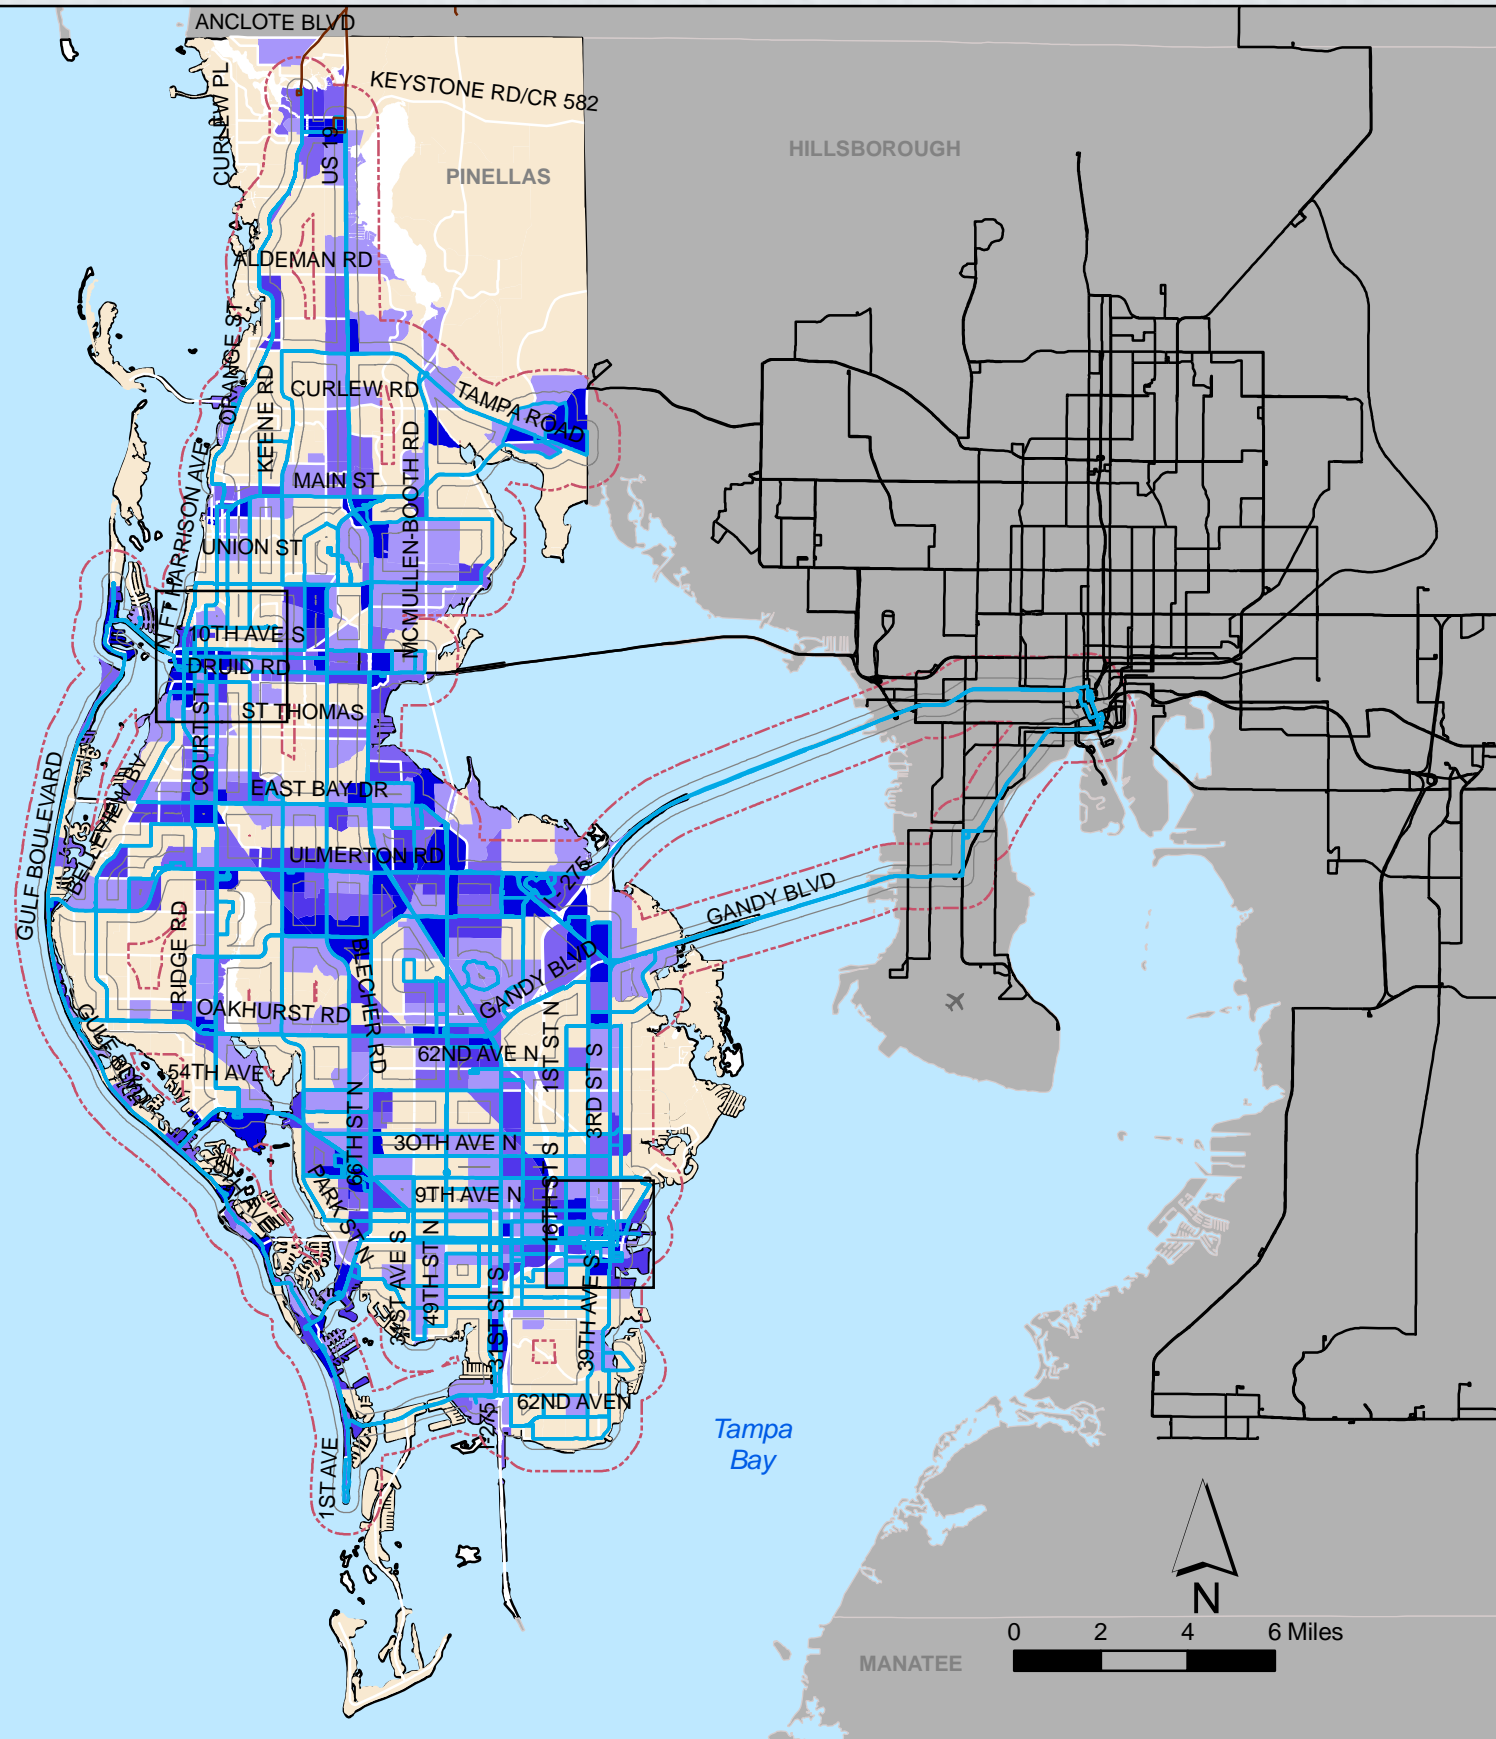 ANCLOTE BLVD
CURLEW PL
KEYSTONE RD/CR 582
US 19
HILLSBOROUGH
PINELLAS
ALDEMAN RD
ORANGE ST
KEENE RD
CURLEW RD
TAMPA ROAD
MAIN ST
MCMULLEN-BOOTH RD
N FT HARRISON AVE
UNION ST
10TH AVE S
DRUID RD
COURT ST
ST THOMAS
GULF BOULEVARD
EAST BAY DR
ULMERTON RD
275
GANDY BLVD
RIDGE RD
BELCHER RD
GANDY BLVD
OAKHURST RD
62ND AVE N
1ST ST N
54TH AVE
3RD ST S
66TH ST N
30TH AVE N
PARK ST N
9TH AVE N
16TH ST S
49TH ST N
31ST ST S
39TH AVE S
62ND AVEN
I-275
1ST AVE
Tampa
Bay
N
0 2 4 6 Miles
MANATEE